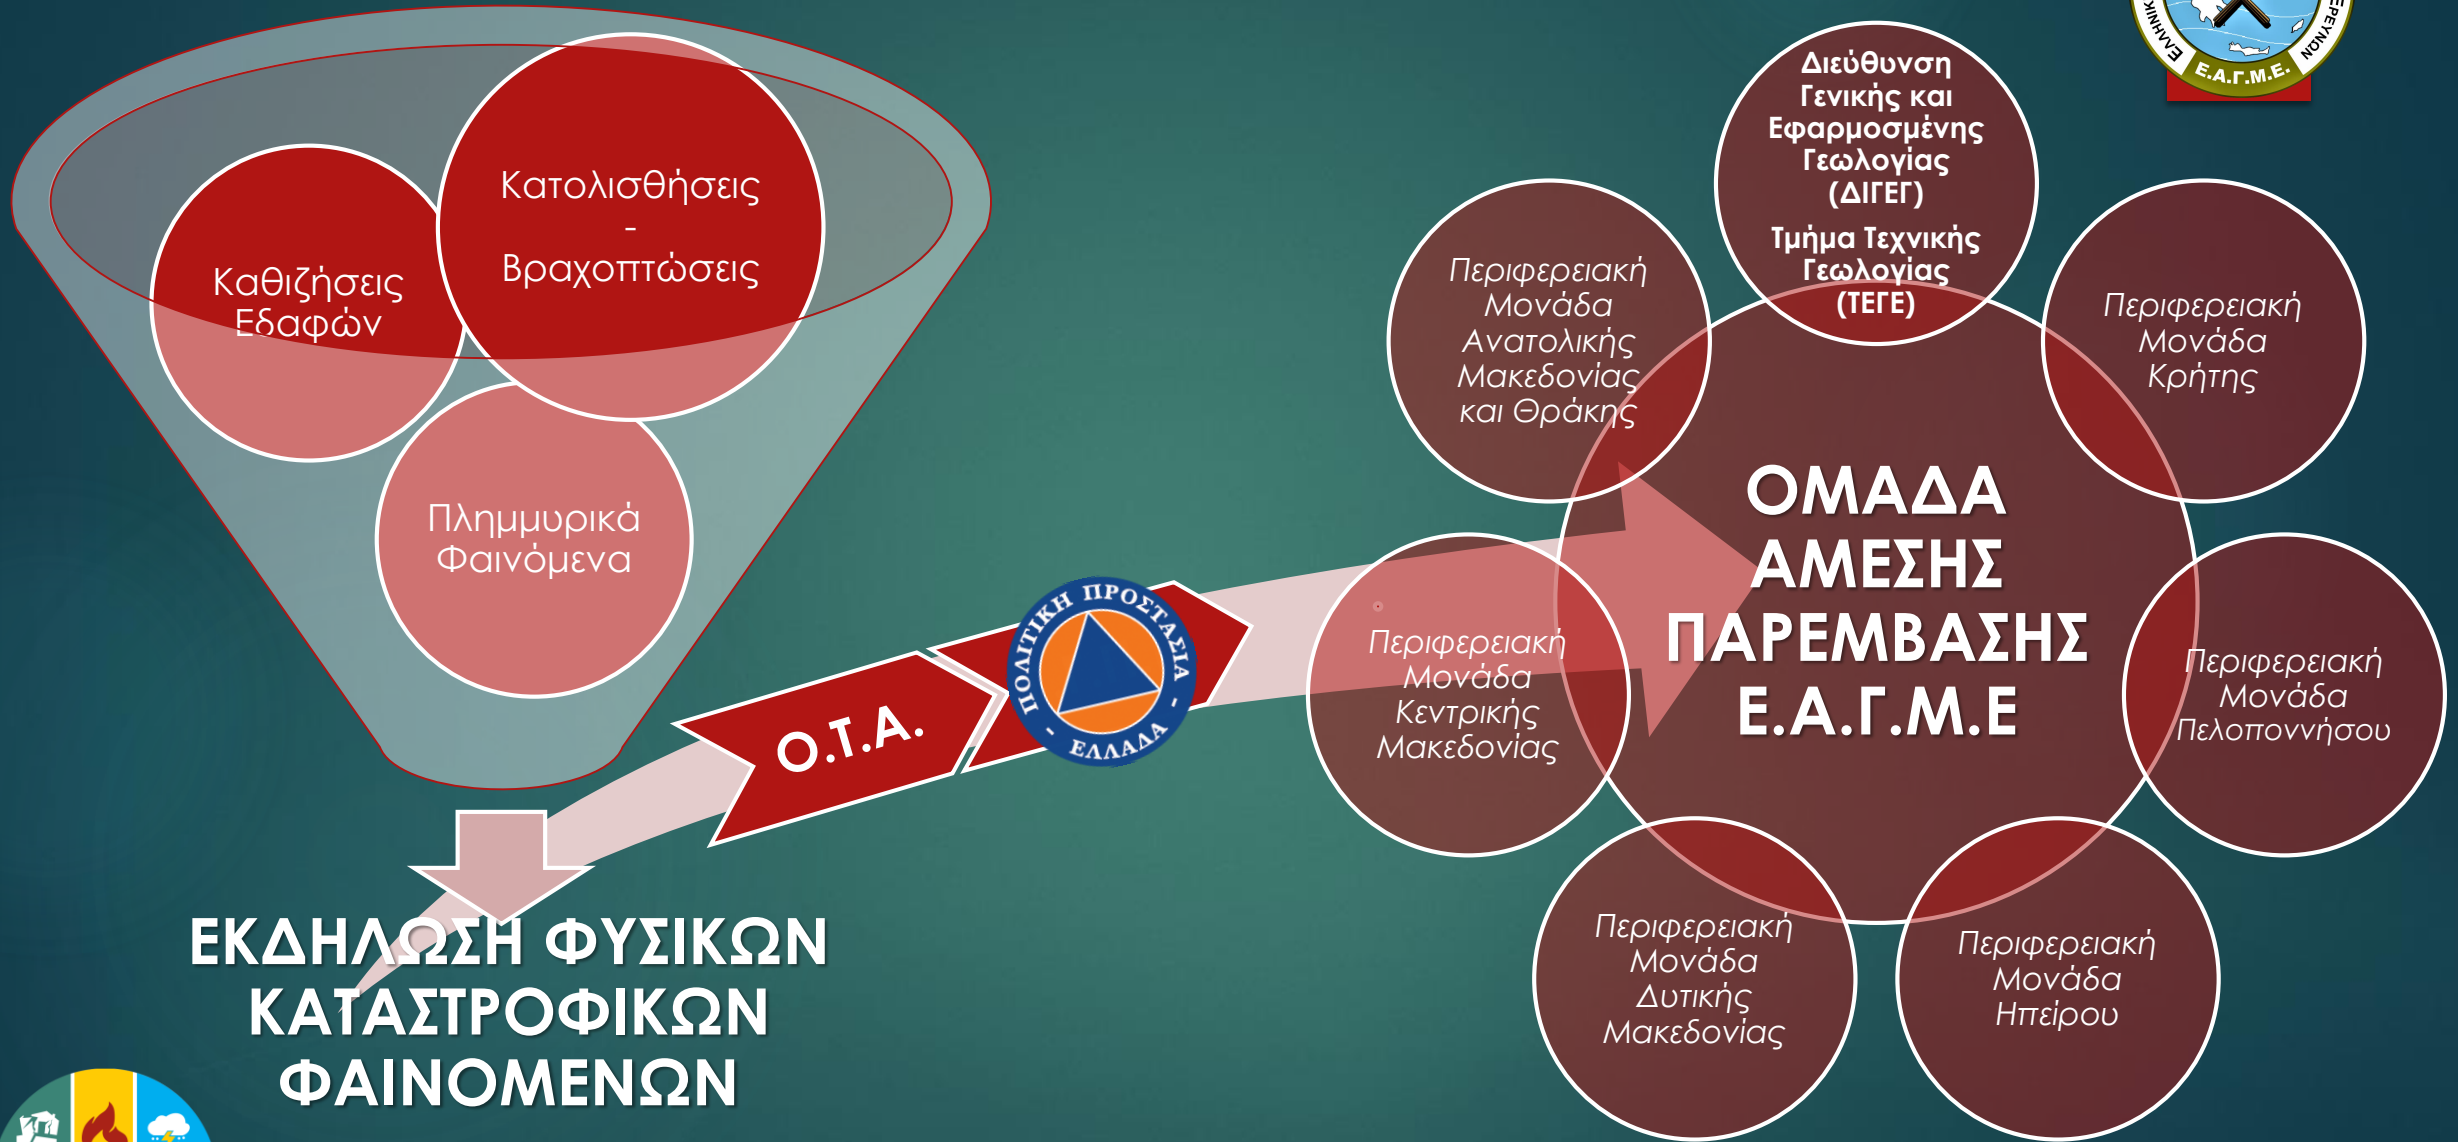 Κατολισθήσεις
-
Βραχοπτώσεις
Καθιζήσεις
Εδαφών
Πλημμυρικά
Φαινόμενα
ΕΚΔΗΛΩΣΗ ΦΥΣΙΚΩΝ
ΚΑΤΑΣΤΡΟΦΙΚΩΝ
ΦΑΙΝΟΜΕΝΩΝ
Ο.Τ.Α.
ΠΟΛΙΤΙΚΗ ΠΡΟΣΤΑΣΙΑ
- ΕΛΛΑΔΑ -
ΟΜΑΔΑ
ΑΜΕΣΗΣ
ΠΑΡΕΜΒΑΣΗΣ
Ε.Α.Γ.Μ.Ε
Διεύθυνση
Γενικής και
Εφαρμοσμένης
Γεωλογίας
(ΔΙΓΕΓ)
Τμήμα Τεχνικής
Γεωλογίας
(ΤΕΓΕ)
Περιφερειακή
Μονάδα
Κρήτης
Περιφερειακή
Μονάδα
Πελοποννήσου
Περιφερειακή
Μονάδα
Ηπείρου
Περιφερειακή
Μονάδα
Δυτικής
Μακεδονίας
Περιφερειακή
Μονάδα
Κεντρικής
Μακεδονίας
Περιφερειακή
Μονάδα
Ανατολικής
Μακεδονίας
και Θράκης
Ε.Α.Γ.Μ.Ε.